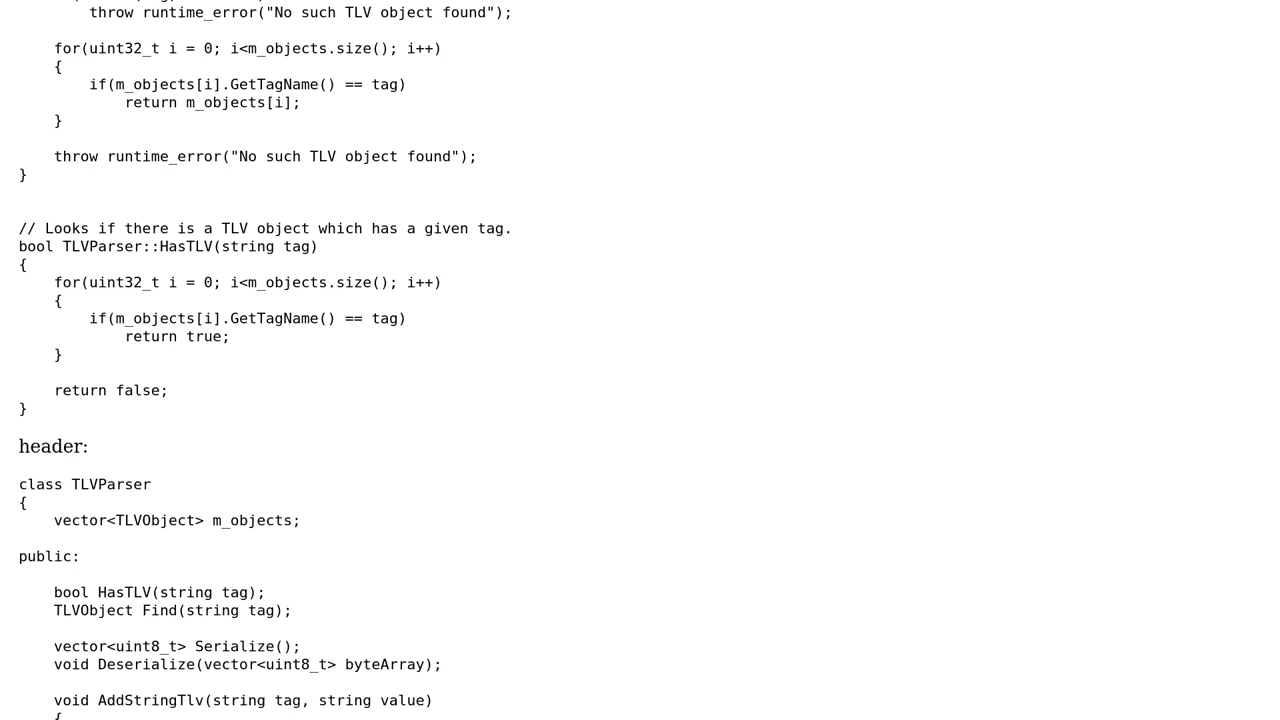 throw runtime_error("No such TLV object found");
for(uint32_t i = 0; i<m_objects.size(); i++)
{
if(m_objects[i].GetTagName() == tag)
return m_objects[i];
}
throw runtime_error("No such TLV object found");
}
// Looks if there is a TLV object which has a given tag.
bool TLVParser::HasTLV(string tag)
{
for(uint32_t i = 0; i<m_objects.size(); i++)
{
if(m_objects[i].GetTagName() == tag)
return true;
}
return false;
}
header:
class TLVParser
{
vector<TLVObject> m_objects;
public:
bool HasTLV(string tag);
TLVObject Find(string tag);
vector<uint8_t> Serialize();
void Deserialize(vector<uint8_t> byteArray);
void AddStringTlv(string tag, string value)
{